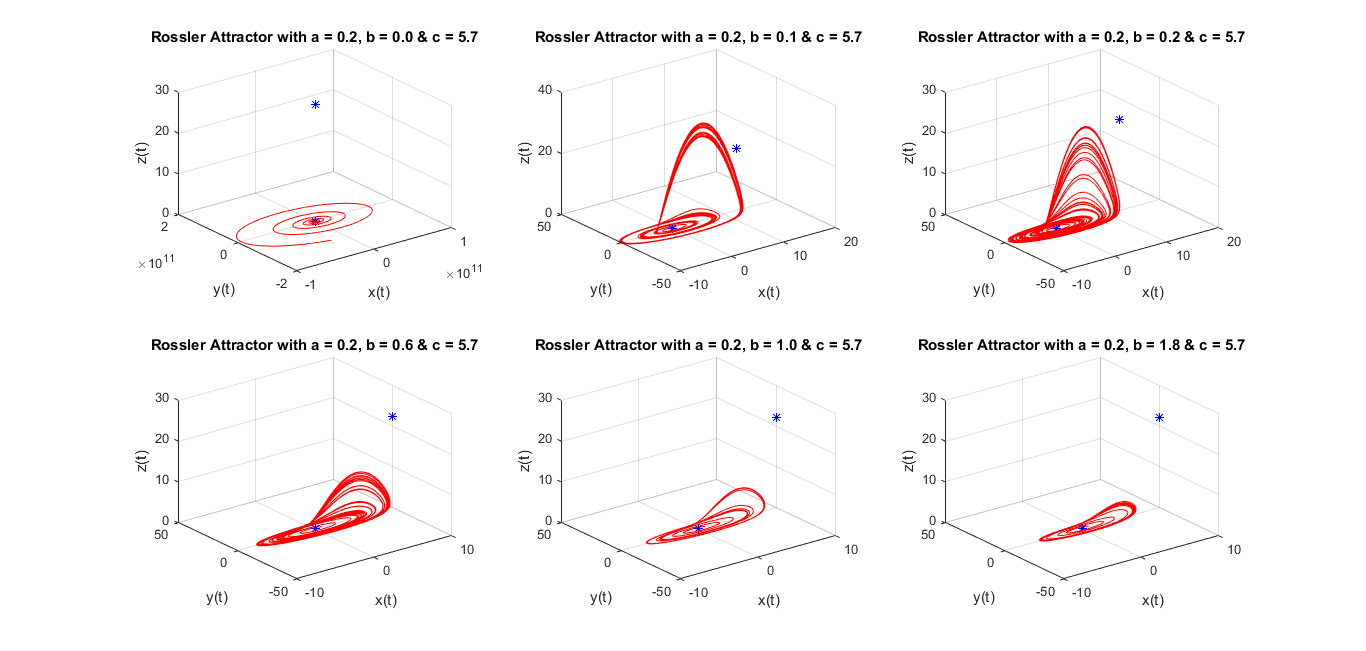 Rossler Attractor with a = 0.2, b = 0.0 & c = 5.7
30
20
10
0
z(t)
2
0
-2
×10^11
y(t)
-1
0
1
×10^11
x(t)
Rossler Attractor with a = 0.2, b = 0.1 & c = 5.7
40
20
0
z(t)
50
0
-50
y(t)
-10
0
10
20
x(t)
Rossler Attractor with a = 0.2, b = 0.2 & c = 5.7
30
20
10
0
z(t)
50
0
-50
y(t)
-10
0
10
20
x(t)
Rossler Attractor with a = 0.2, b = 0.6 & c = 5.7
30
20
10
0
z(t)
50
0
-50
y(t)
-10
0
10
x(t)
Rossler Attractor with a = 0.2, b = 1.0 & c = 5.7
30
20
10
0
z(t)
50
0
-50
y(t)
-10
0
10
x(t)
Rossler Attractor with a = 0.2, b = 1.8 & c = 5.7
30
20
10
0
z(t)
50
0
-50
y(t)
-10
0
10
x(t)